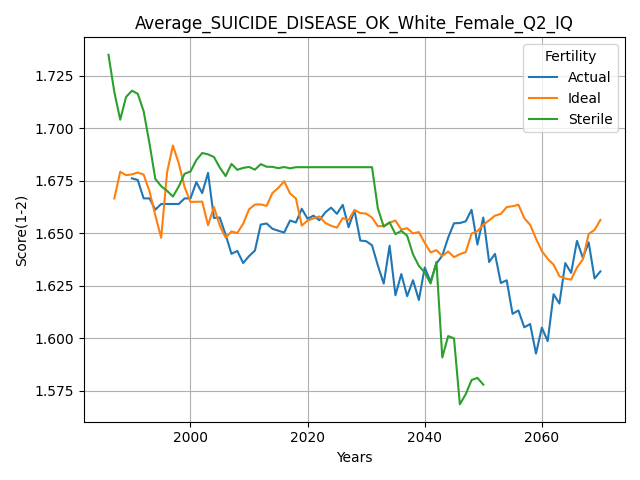 Average_SUICIDE_DISEASE_OK_White_Female_Q2_IQ
Fertility
Actual
Ideal
Sterile
Score(1-2)
1.725
1.700
1.675
1.650
1.625
1.600
1.575
2000
2020
2040
2060
Years